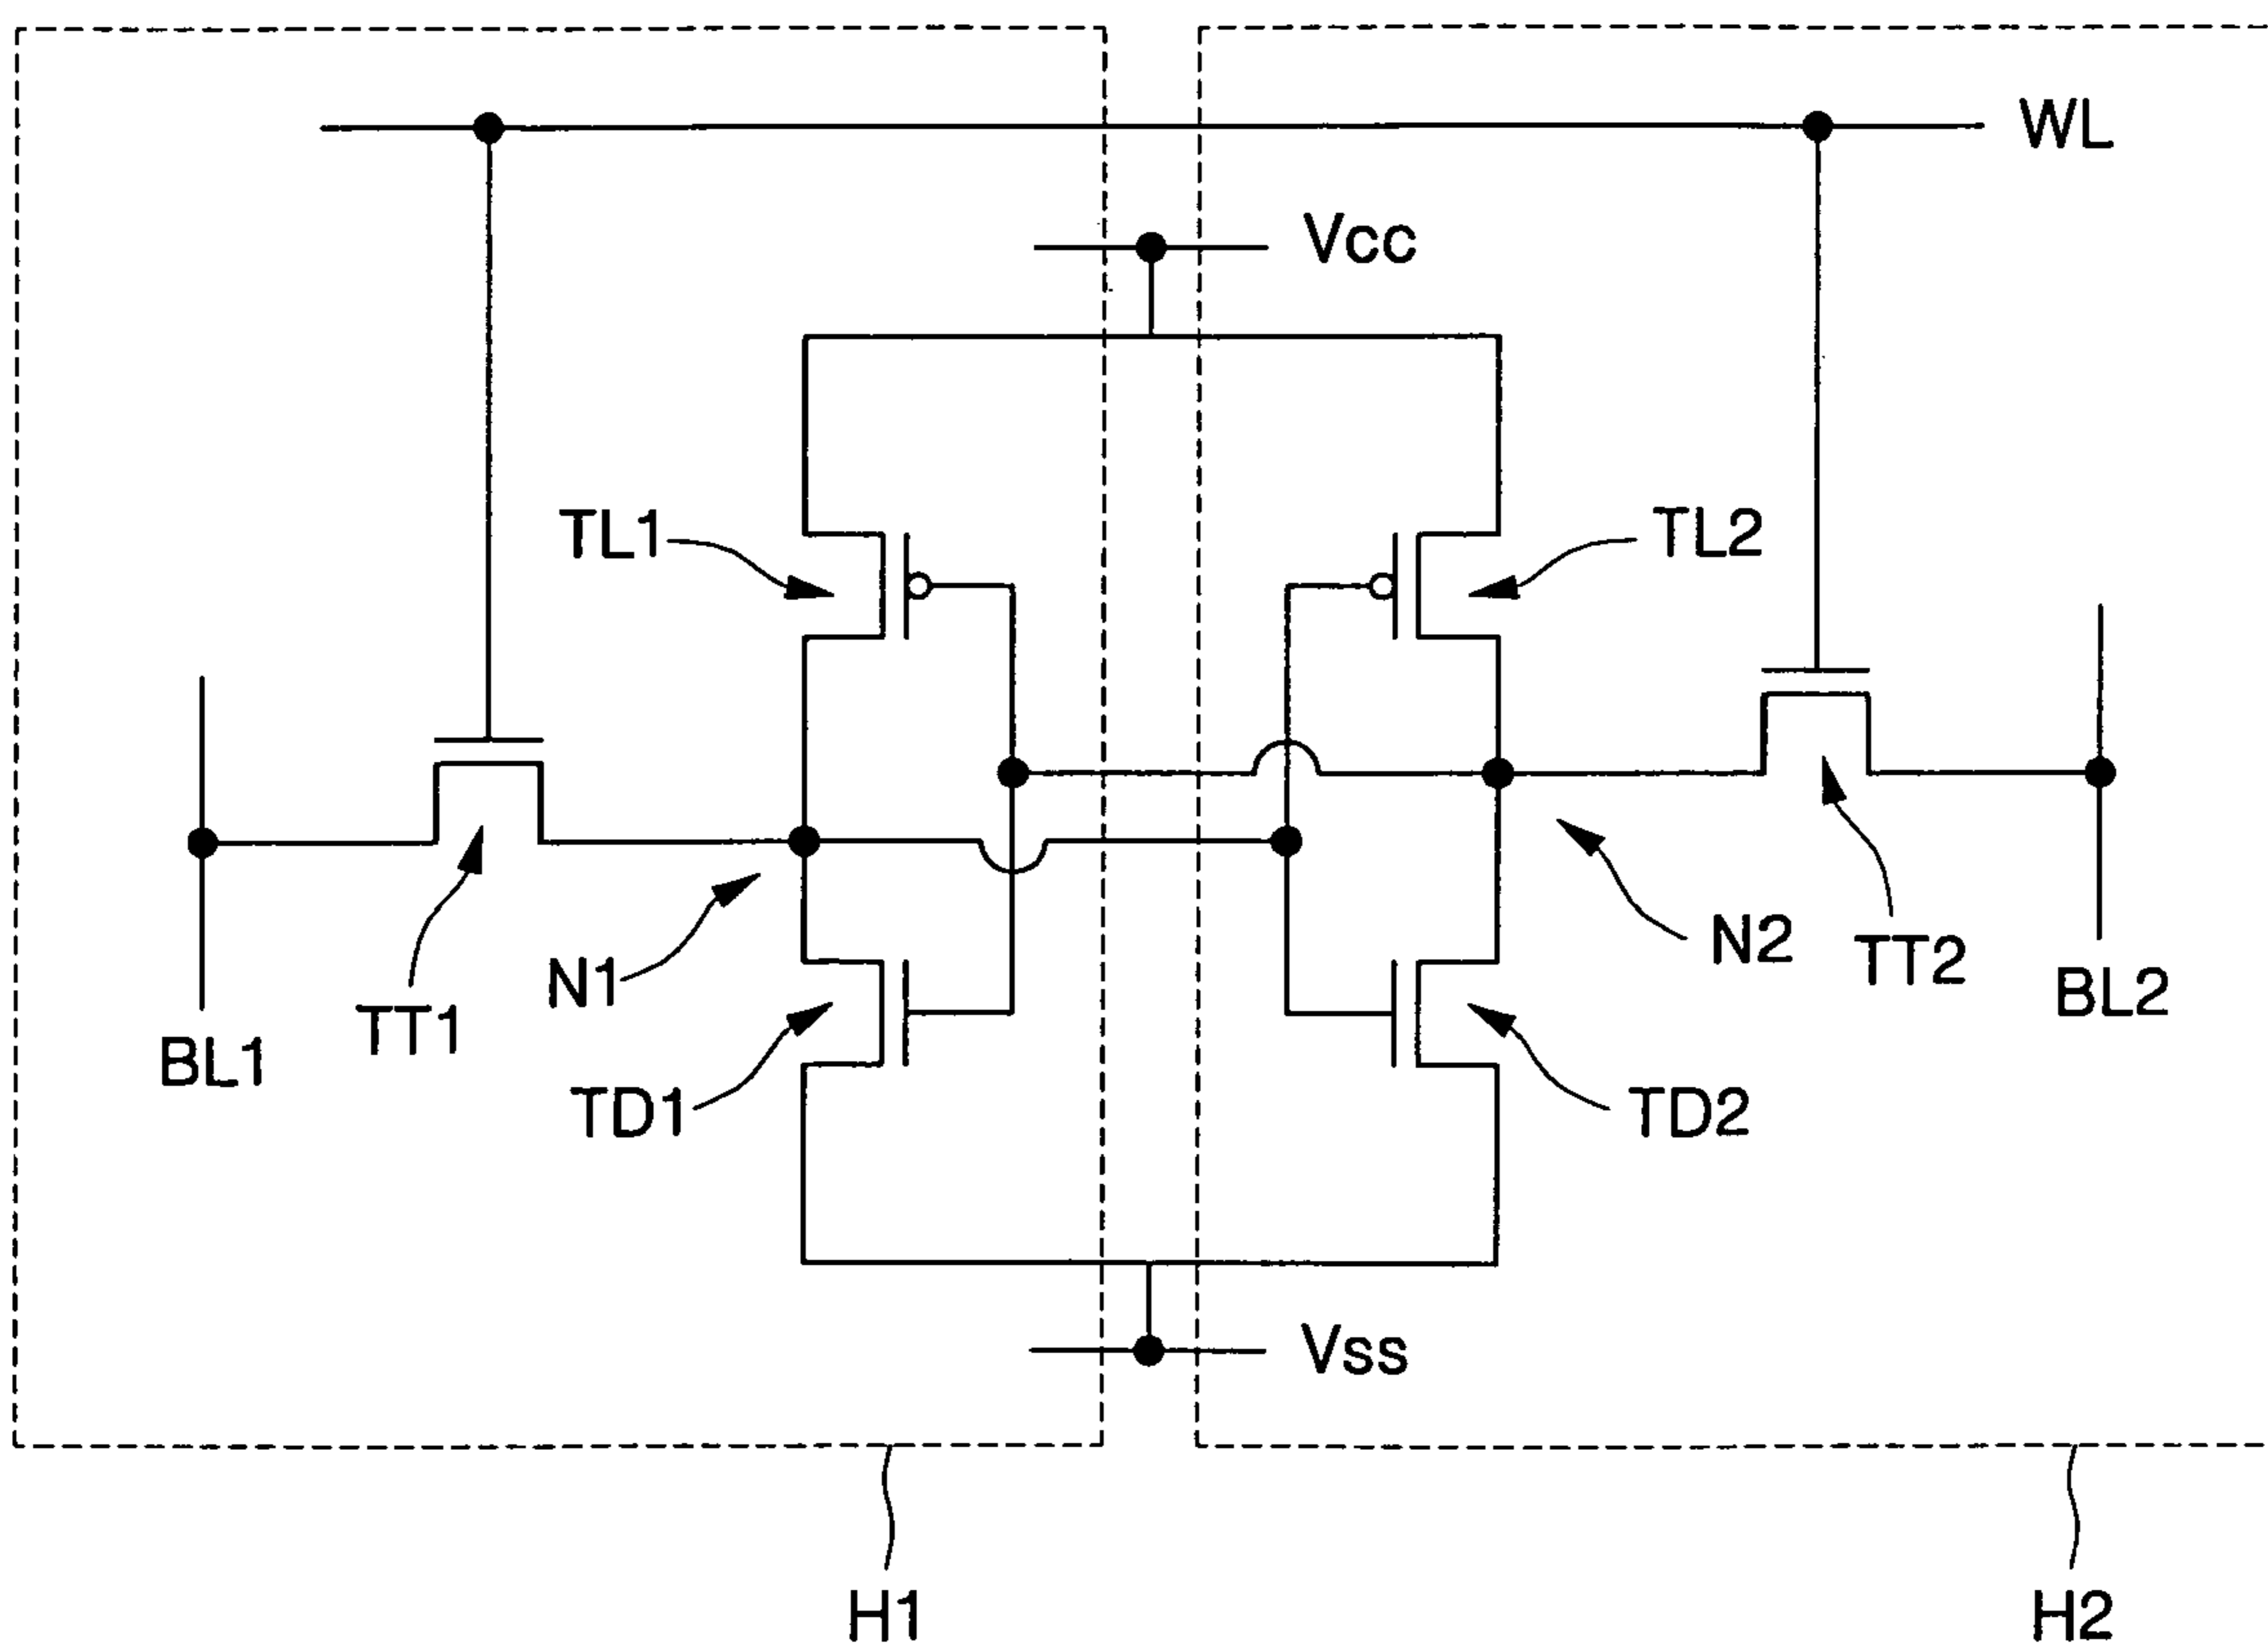 WL
Vcc
TL1
TL2
N1
N2
TT1
TT2
BL1
BL2
TD1
TD2
Vss
H1
H2